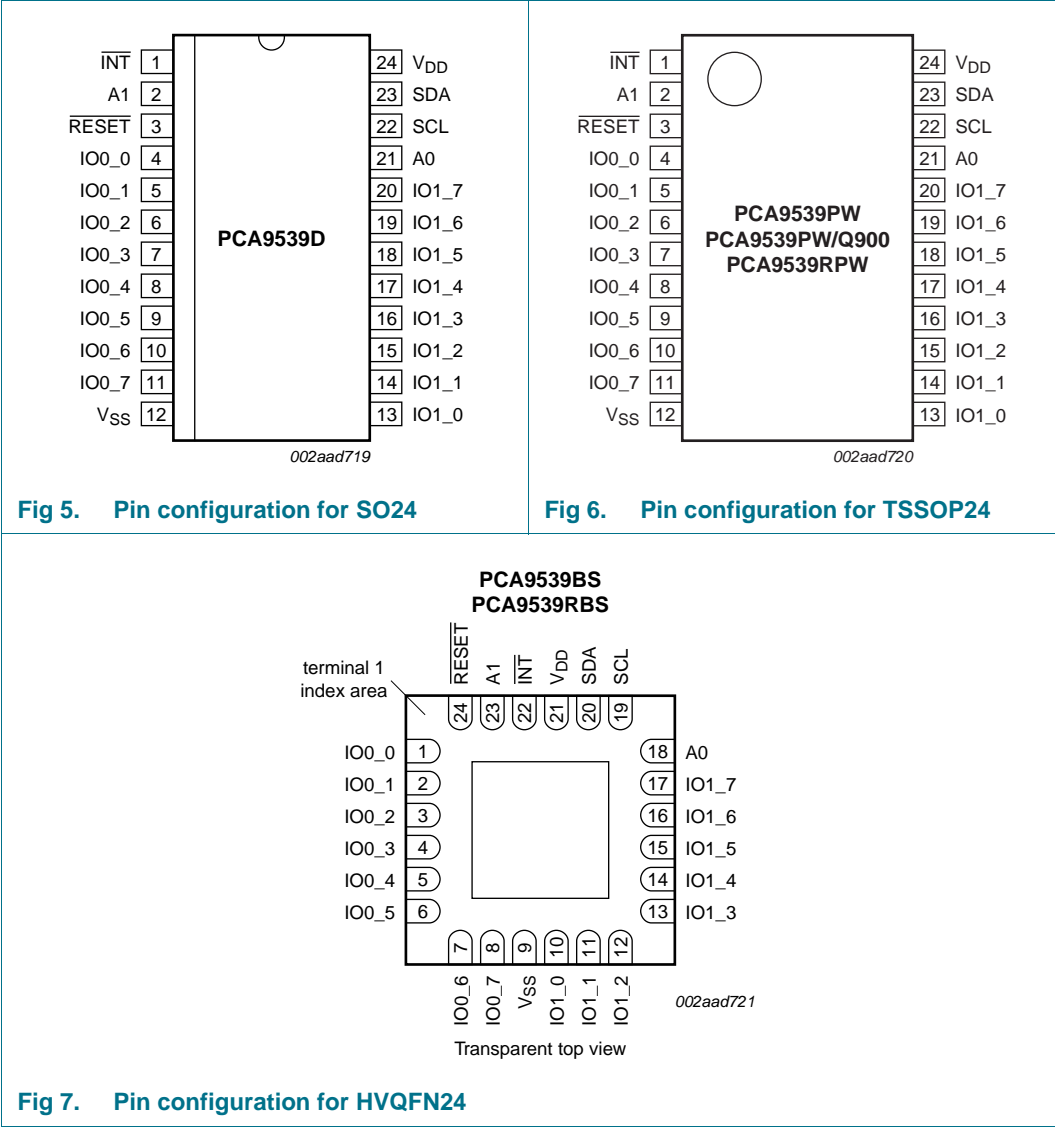 INT 1
A1 2
RESET 3
IO0_0 4
IO0_1 5
IO0_2 6
IO0_3 7
IO0_4 8
IO0_5 9
IO0_6 10
IO0_7 11
VSS 12
PCA9539D
24 VDD
23 SDA
22 SCL
21 A0
20 IO1_7
19 IO1_6
18 IO1_5
17 IO1_4
16 IO1_3
15 IO1_2
14 IO1_1
13 IO1_0
002aad719
Fig 5. Pin configuration for SO24
INT 1
A1 2
RESET 3
IO0_0 4
IO0_1 5
IO0_2 6
IO0_3 7
IO0_4 8
IO0_5 9
IO0_6 10
IO0_7 11
VSS 12
PCA9539PW
PCA9539PW/Q900
PCA9539RPW
24 VDD
23 SDA
22 SCL
21 A0
20 IO1_7
19 IO1_6
18 IO1_5
17 IO1_4
16 IO1_3
15 IO1_2
14 IO1_1
13 IO1_0
002aad720
Fig 6. Pin configuration for TSSOP24
PCA9539BS
PCA9539RBS
terminal 1
index area
RESET
A1
INT
VDD
SDA
SCL
24
23
22
21
20
19
IO0_0 1
IO0_1 2
IO0_2 3
IO0_3 4
IO0_4 5
IO0_5 6
18 A0
17 IO1_7
16 IO1_6
15 IO1_5
14 IO1_4
13 IO1_3
7
8
9
10
11
12
IO0_6
IO0_7
VSS
IO1_0
IO1_1
IO1_2
002aad721
Transparent top view
Fig 7. Pin configuration for HVQFN24